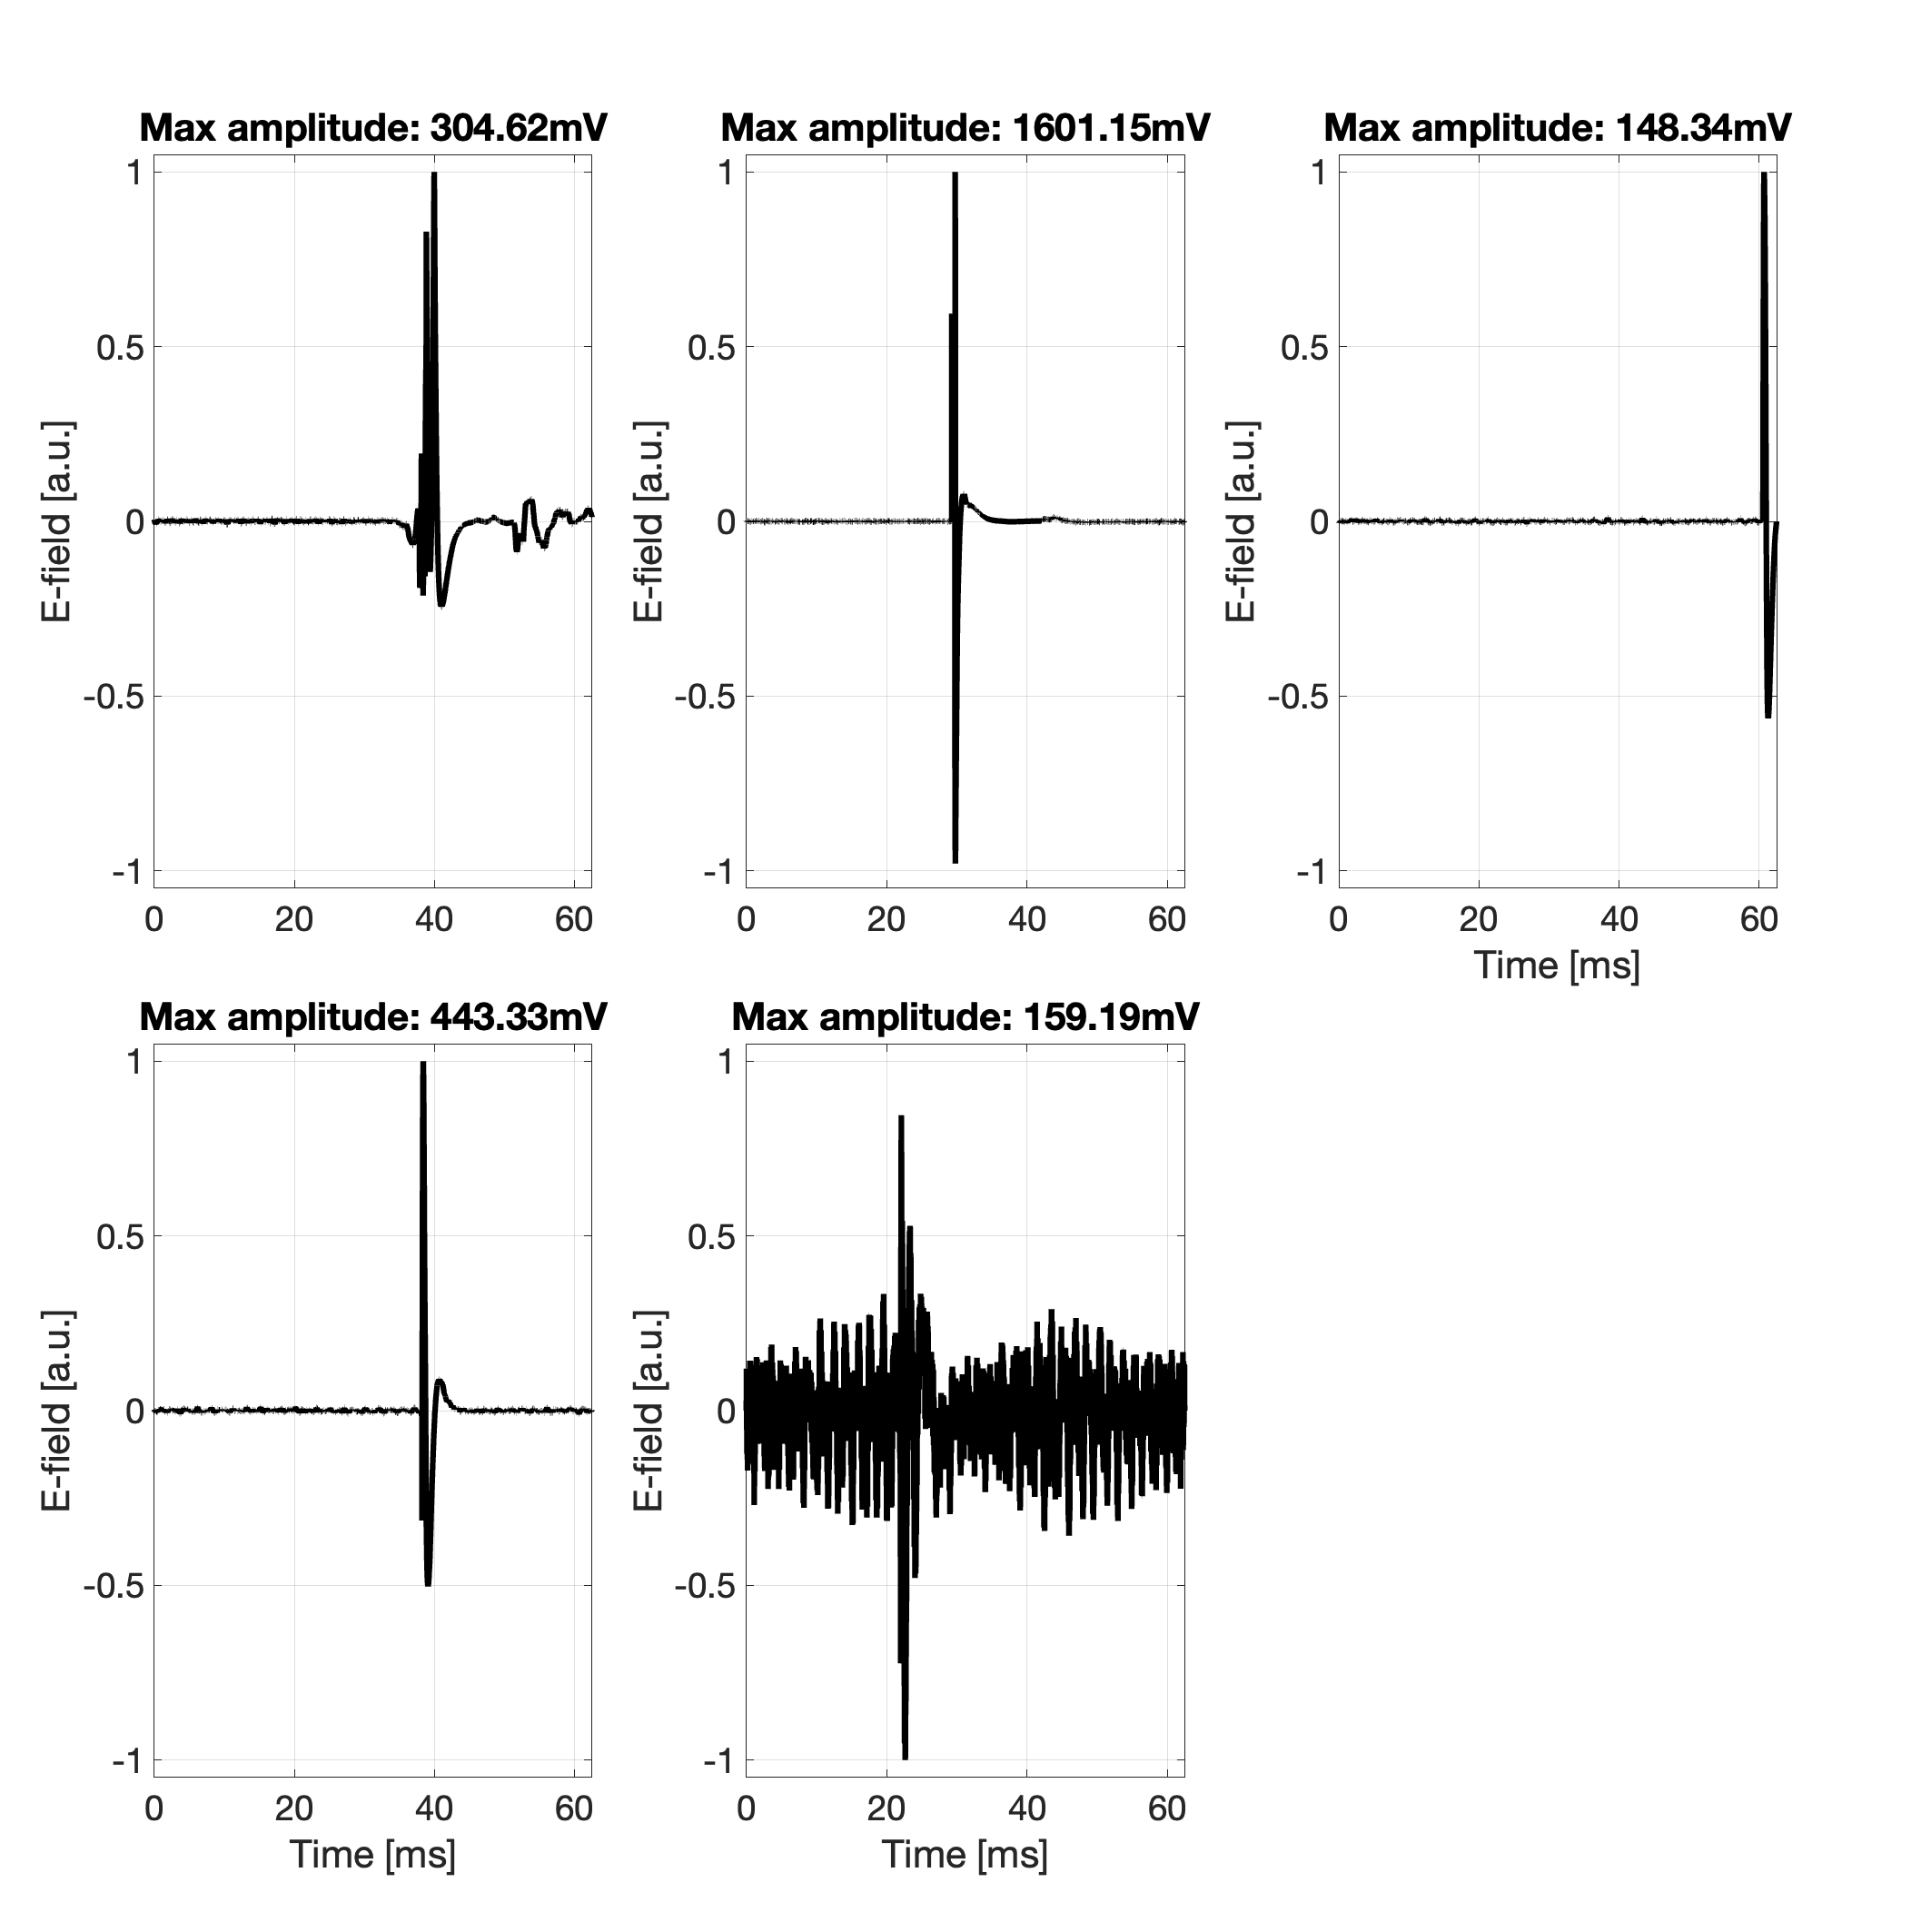 Max amplitude: 304.62mV
1
0.5
0
-0.5
-1
E-field [a.u.]
0 20 40 60
Max amplitude: 1601.15mV
1
0.5
0
-0.5
-1
E-field [a.u.]
0 20 40 60
Max amplitude: 148.34mV
1
0.5
0
-0.5
-1
E-field [a.u.]
0 20 40 60
Time [ms]
Max amplitude: 443.33mV
1
0.5
0
-0.5
-1
E-field [a.u.]
0 20 40 60
Time [ms]
Max amplitude: 159.19mV
1
0.5
0
-0.5
-1
E-field [a.u.]
0 20 40 60
Time [ms]